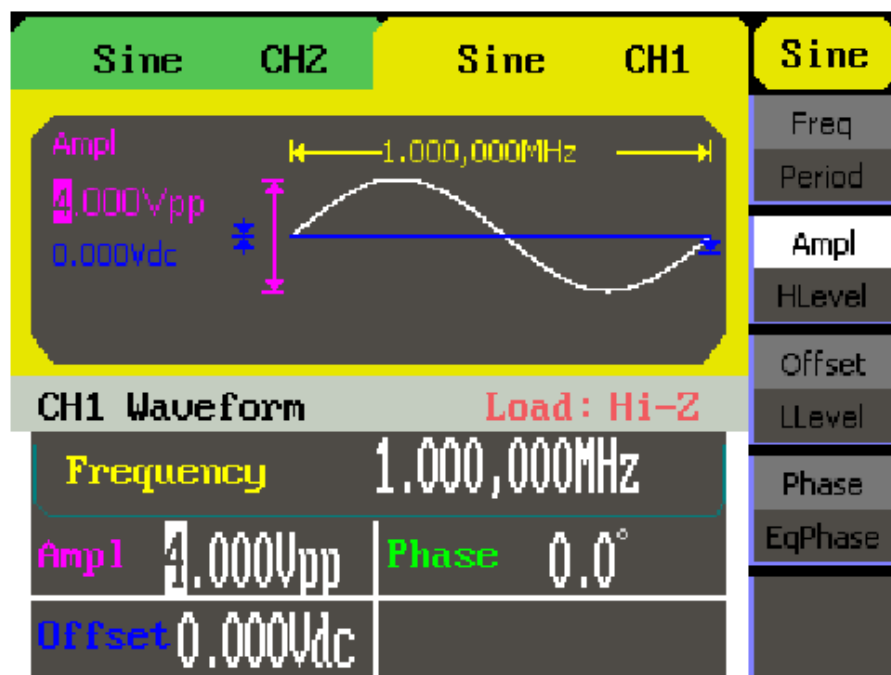 Sine CH2 Sine CH1 Sine
Ampl
1.000,000MHz
4.000Vpp
0.000Vdc
Freq
Period
Ampl
HLevel
Offset
LLevel
Phase
EqPhase
CH1 Waveform Load: Hi-Z
Frequency 1.000,000MHz
Ampl 4.000Vpp Phase 0.0°
Offset 0.000Vdc